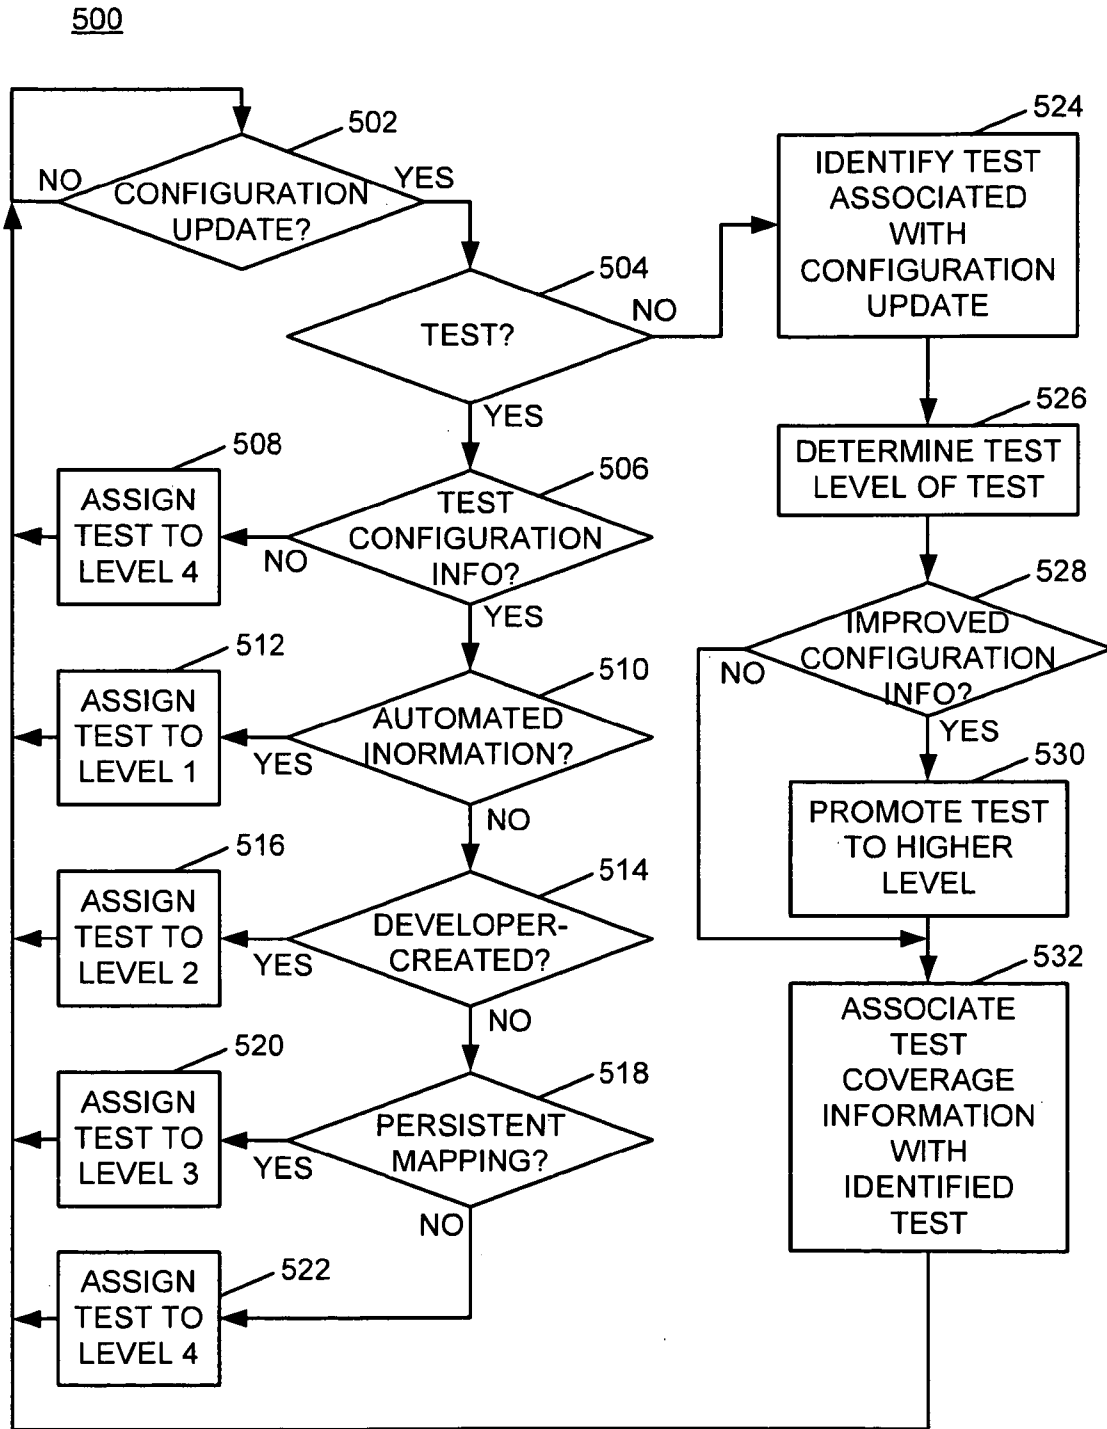 500
502
NO
CONFIGURATION
UPDATE?
YES
504
TEST?
NO
YES
506
TEST
CONFIGURATION
INFO?
NO
508
ASSIGN
TEST TO
LEVEL 4
YES
510
AUTOMATED
INORMATION?
YES
512
ASSIGN
TEST TO
LEVEL 1
NO
514
DEVELOPER-
CREATED?
YES
516
ASSIGN
TEST TO
LEVEL 2
NO
518
PERSISTENT
MAPPING?
YES
520
ASSIGN
TEST TO
LEVEL 3
NO
522
ASSIGN
TEST TO
LEVEL 4
524
IDENTIFY TEST
ASSOCIATED
WITH
CONFIGURATION
UPDATE
526
DETERMINE TEST
LEVEL OF TEST
528
IMPROVED
CONFIGURATION
INFO?
NO
YES
530
PROMOTE TEST
TO HIGHER
LEVEL
532
ASSOCIATE
TEST
COVERAGE
INFORMATION
WITH
IDENTIFIED
TEST